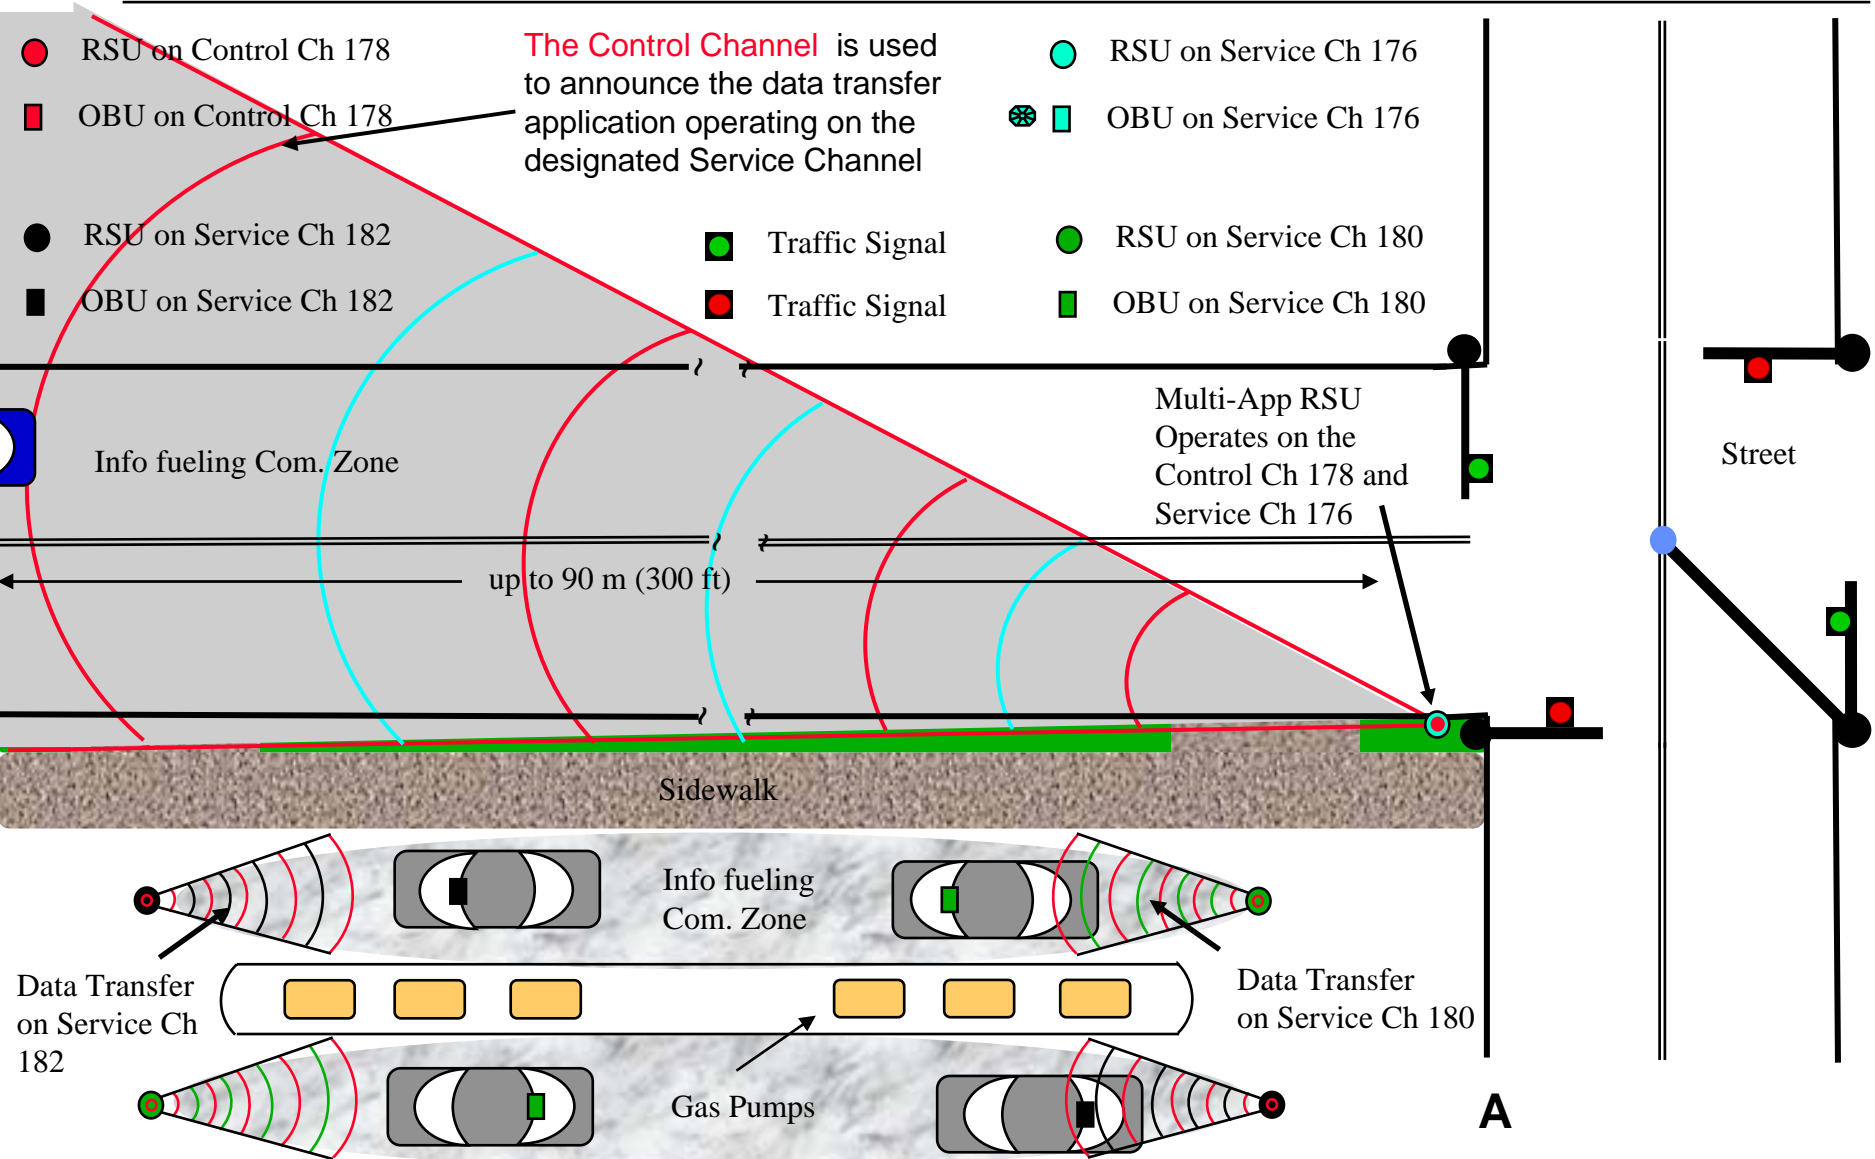 RSU on Control Ch 178
OBU on Control Ch 178
RSU on Service Ch 182
OBU on Service Ch 182
The Control Channel is used
to announce the data transfer
application operating on the
designated Service Channel
Traffic Signal
Traffic Signal
RSU on Service Ch 176
OBU on Service Ch 176
RSU on Service Ch 180
OBU on Service Ch 180
Info fueling Com. Zone
Multi-App RSU
Operates on the
Control Ch 178 and
Service Ch 176
Street
up to 90 m (300 ft)
Sidewalk
Info fueling
Com. Zone
Data Transfer
on Service Ch
182
Data Transfer
on Service Ch 180
Gas Pumps
A